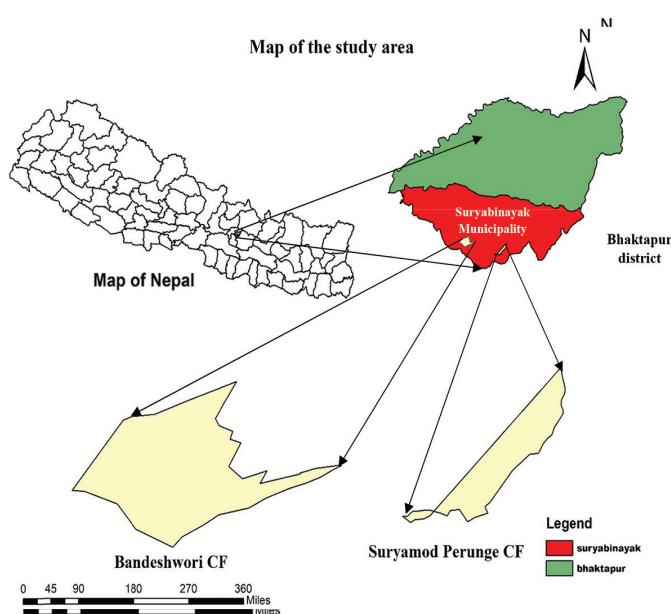 N
N
Map of the study area
Suryabinayak
Municipality
Bhaktapur
district
Map of Nepal
Bandeshwori CF
Suryamod Perunge CF
Legend
suryabinayak
bhaktapur
0 45 90 180 270 360
Miles
Miles